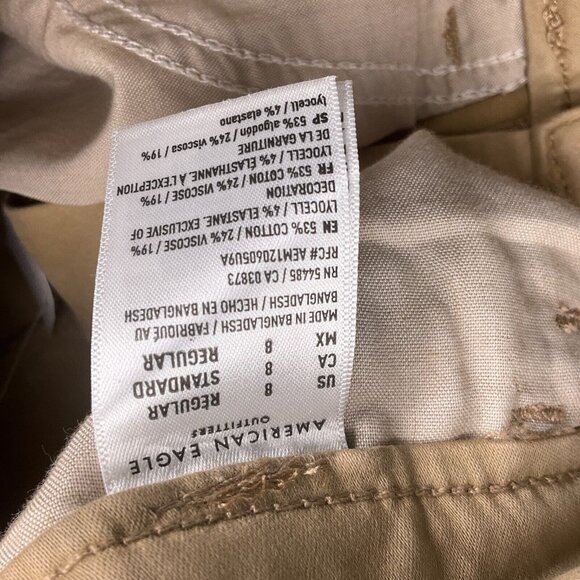 AMERICAN EAGLE
OUTFITTERS
US 8 REGULAR
CA 8 STANDARD
MX 8 REGULAR
MADE IN BANGLADESH / FABRIQUÉ AU
BANGLADESH / HECHO EN BANGLADESH
RN 54485 / CA 03873
RFC# AEM120605U9A
EN 53% COTTON / 24% VISCOSE / 19%
LYOCELL / 4% ELASTANE. EXCLUSIVE OF
DECORATION
FR 53% COTON / 24% VISCOSE / 19%
LYOCELL / 4% ÉLASTHANNE. À L'EXCEPTION
DE LA GARNITURE
SP 53% algodón / 24% viscosa / 19%
lyocell / 4% elastano